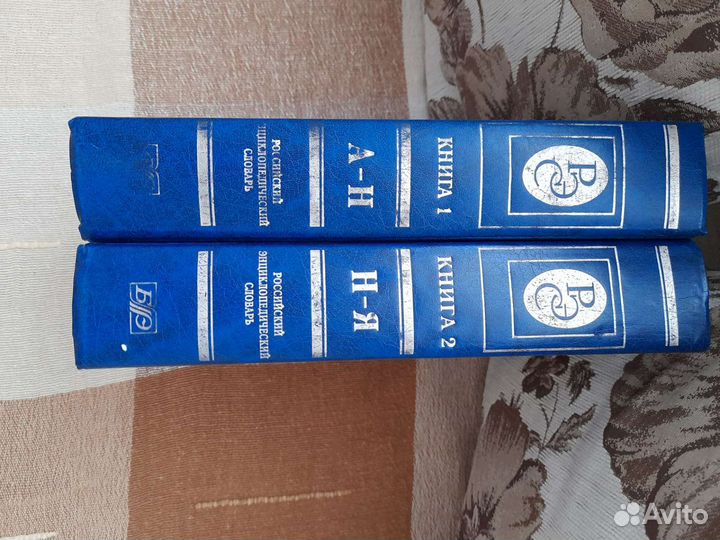 РОССИЙСКИЙ
ЭНЦИКЛОПЕДИЧЕСКИЙ
СЛОВАРЬ
А-Н
КНИГА 1
РЭС
БРЭ
РОССИЙСКИЙ
ЭНЦИКЛОПЕДИЧЕСКИЙ
СЛОВАРЬ
Н-Я
КНИГА 2
РЭС
Avito